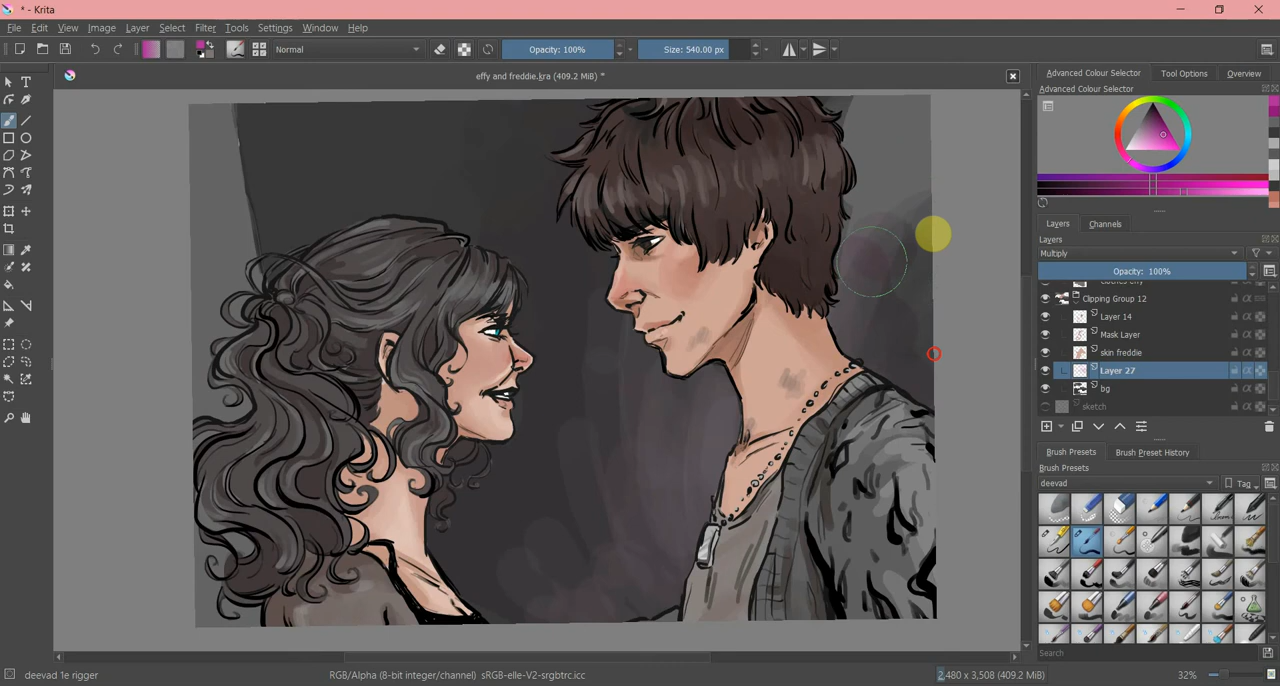 * - Krita
File Edit View Image Layer Select Filter Tools Settings Window Help
Normal Opacity: 100% Size: 540.00 px
effy and freddie.kra (409.2 MiB) *
Advanced Colour Selector Tool Options Overview
Advanced Colour Selector
Layers Channels
Layers
Multiply
Opacity: 100%
clothes effy
Clipping Group 12
Layer 14
Mask Layer
skin freddie
Layer 27
bg
sketch
Brush Presets Brush Preset History
Brush Presets
deevad Tag
Search
deevad 1e rigger RGB/Alpha (8-bit integer/channel) sRGB-elle-V2-srgbtrc.icc 2,480 x 3,508 (409.2 MiB) 32%